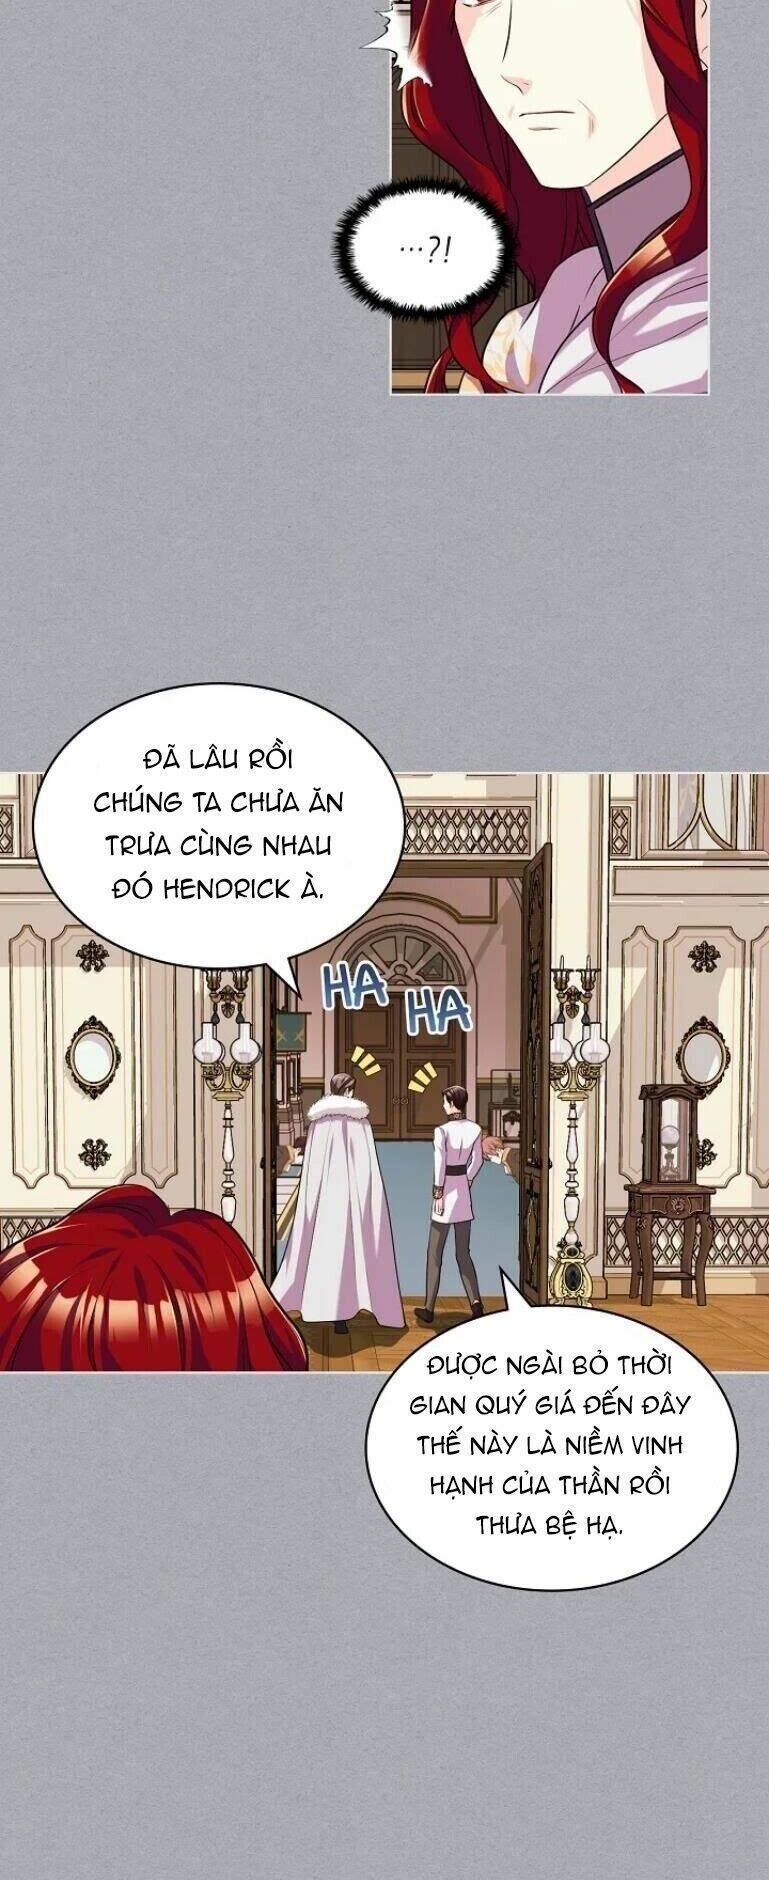 ...?!
ĐÃ LÂU RỒI
CHÚNG TA CHƯA ĂN
TRƯA CÙNG NHAU
ĐÓ HENDRICK À.
HA
HA
ĐƯỢC NGÀI BỎ THỜI
GIAN QUÝ GIÁ ĐẾN ĐÂY
THẾ NÀY LÀ NIỀM VINH
HẠNH CỦA THẦN RỒI
THƯA BỆ HẠ.